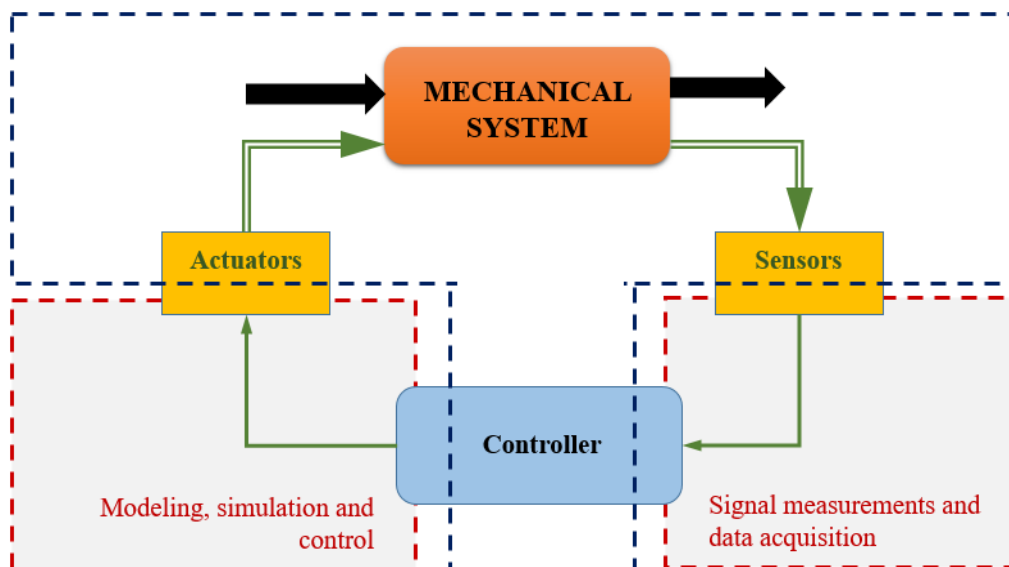 MECHANICAL
SYSTEM
Actuators
Sensors
Controller
Modeling, simulation and
control
Signal measurements and
data acquisition